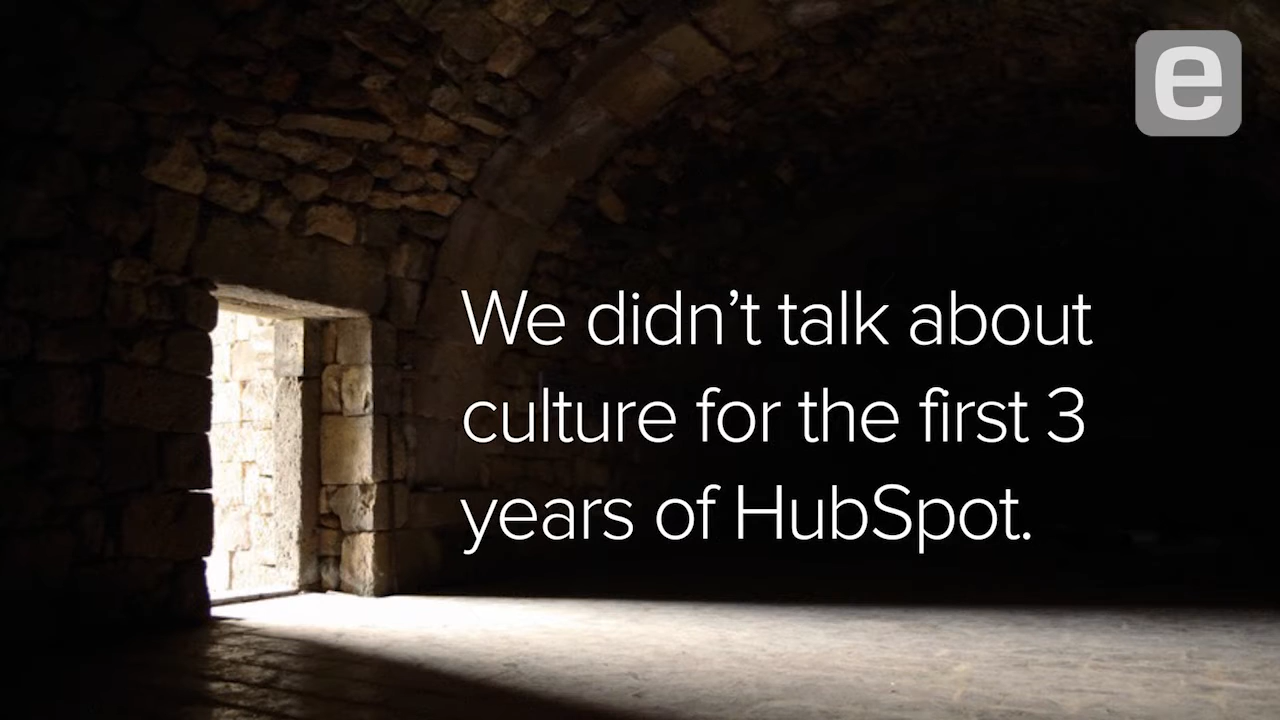 e
We didn’t talk about
culture for the first 3
years of HubSpot.